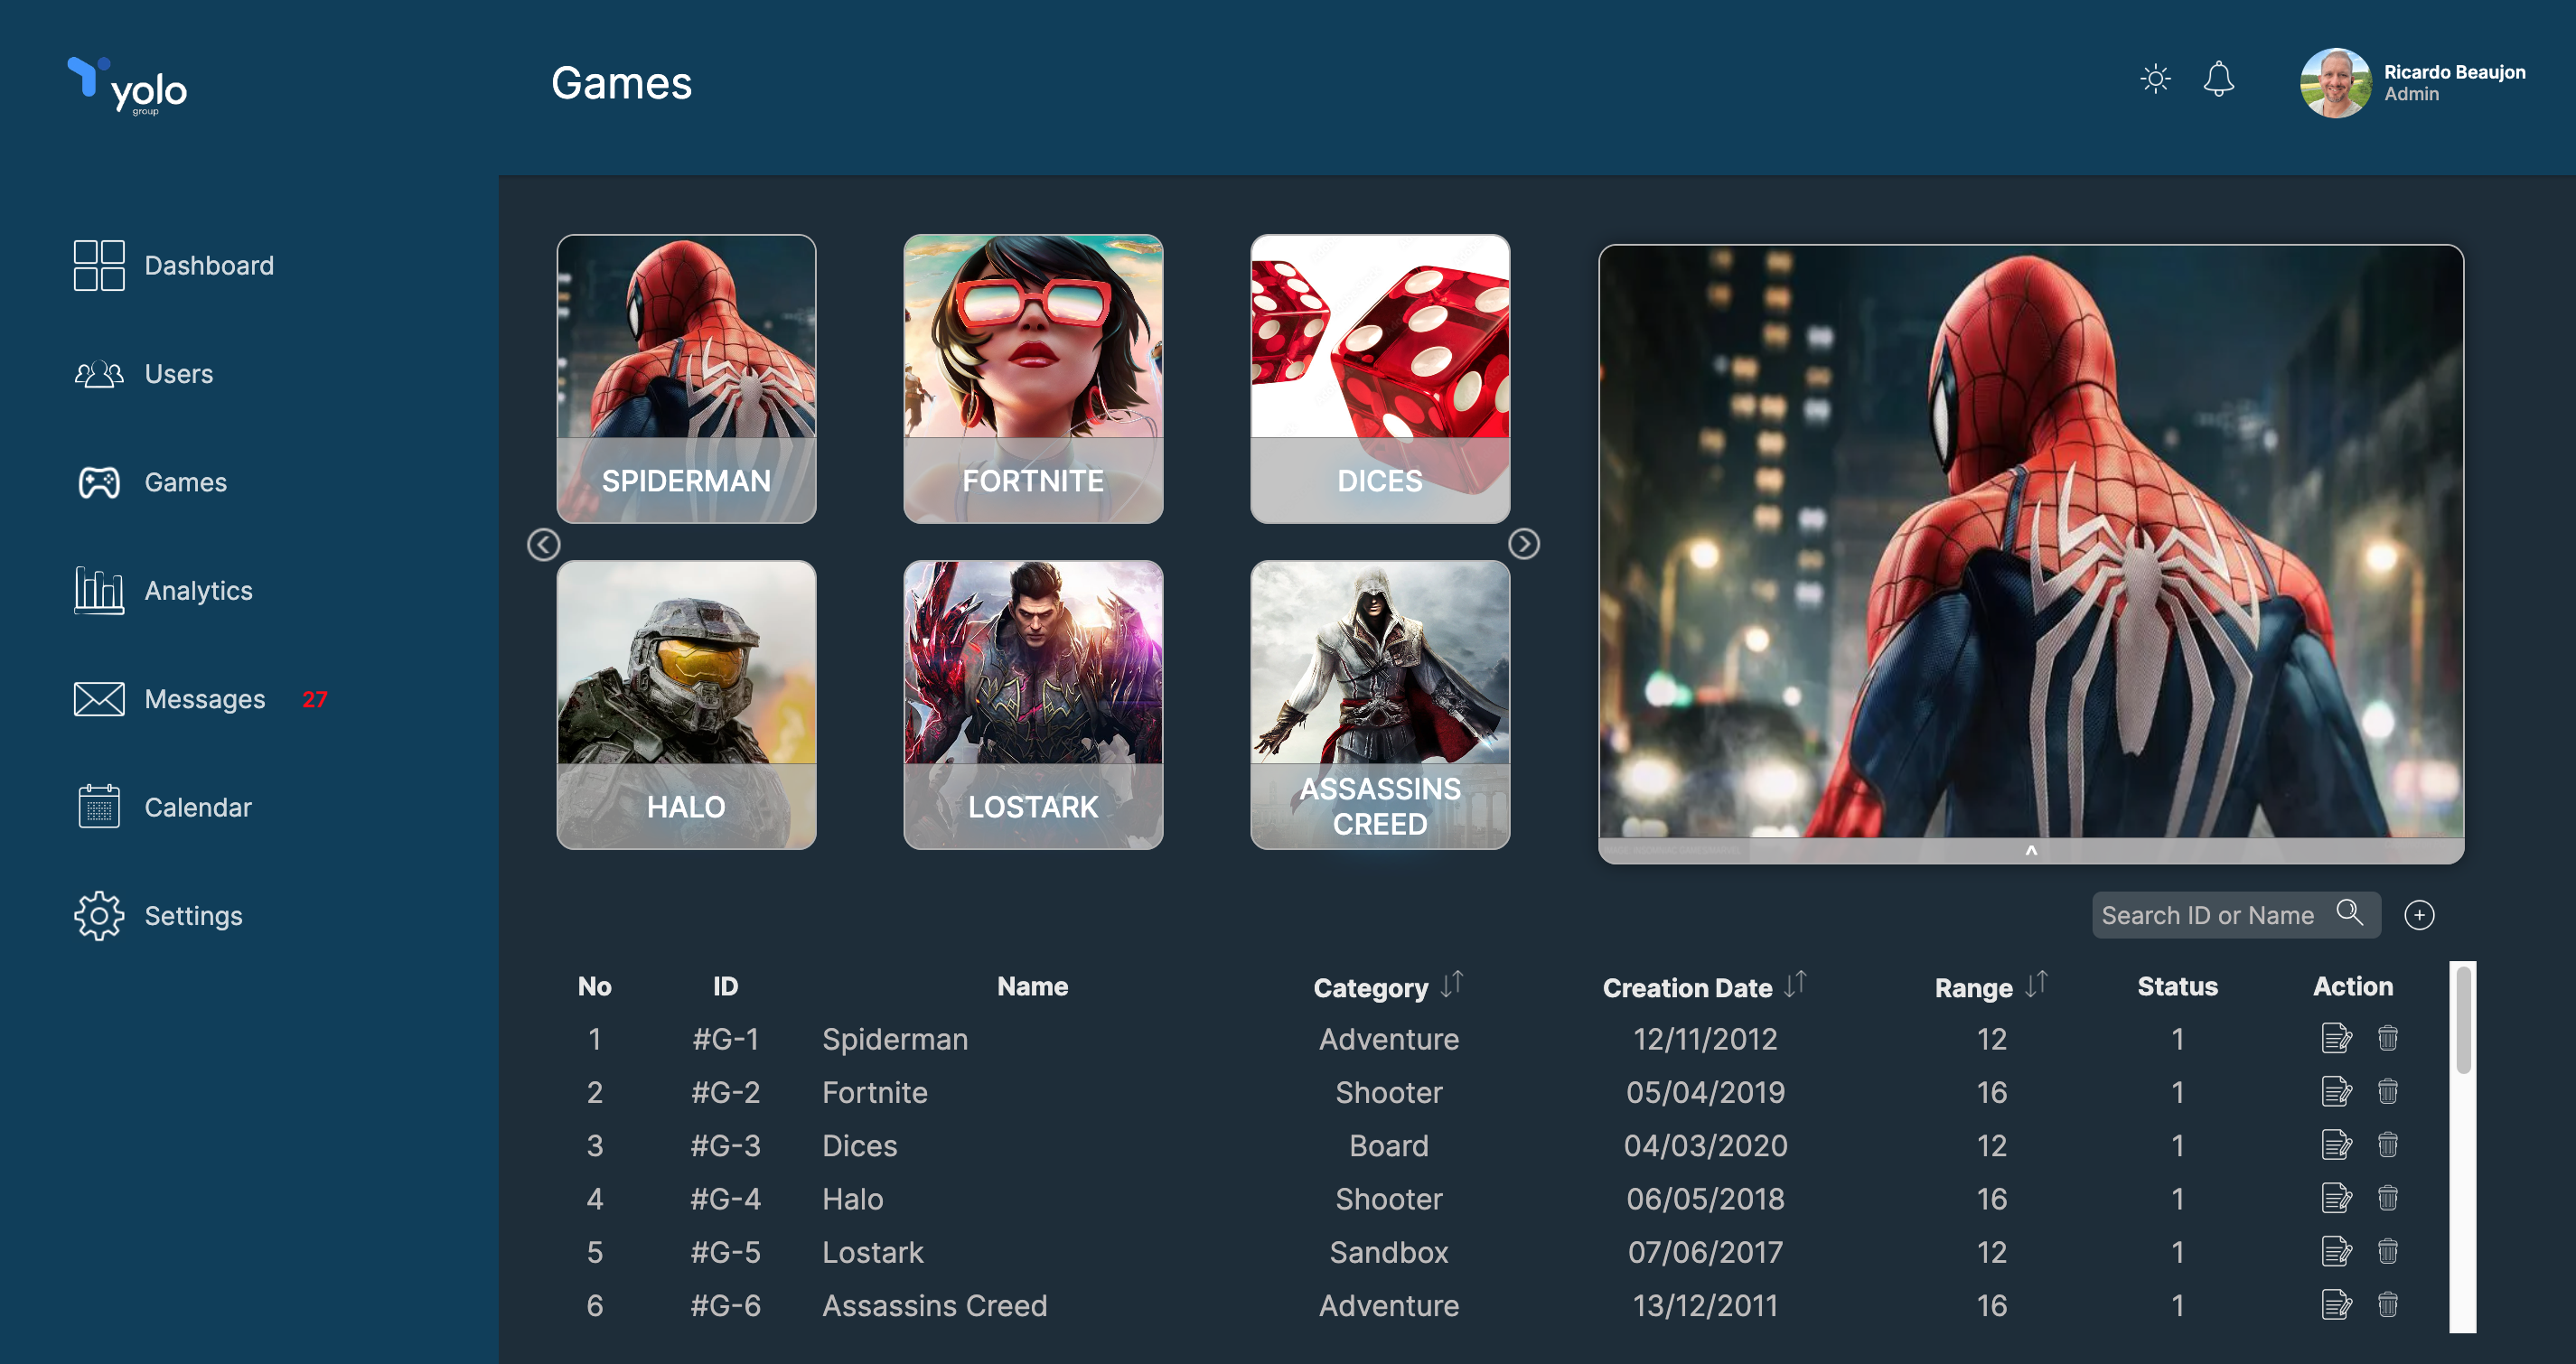 yolo
group
Games
Ricardo Beaujon
Admin
Dashboard
Users
Games
Analytics
Messages 27
Calendar
Settings
SPIDERMAN
FORTNITE
DICES
HALO
LOSTARK
ASSASSINS
CREED
^
Search ID or Name
No ID Name Category Creation Date Range Status Action
1 #G-1 Spiderman Adventure 12/11/2012 12 1
2 #G-2 Fortnite Shooter 05/04/2019 16 1
3 #G-3 Dices Board 04/03/2020 12 1
4 #G-4 Halo Shooter 06/05/2018 16 1
5 #G-5 Lostark Sandbox 07/06/2017 12 1
6 #G-6 Assassins Creed Adventure 13/12/2011 16 1